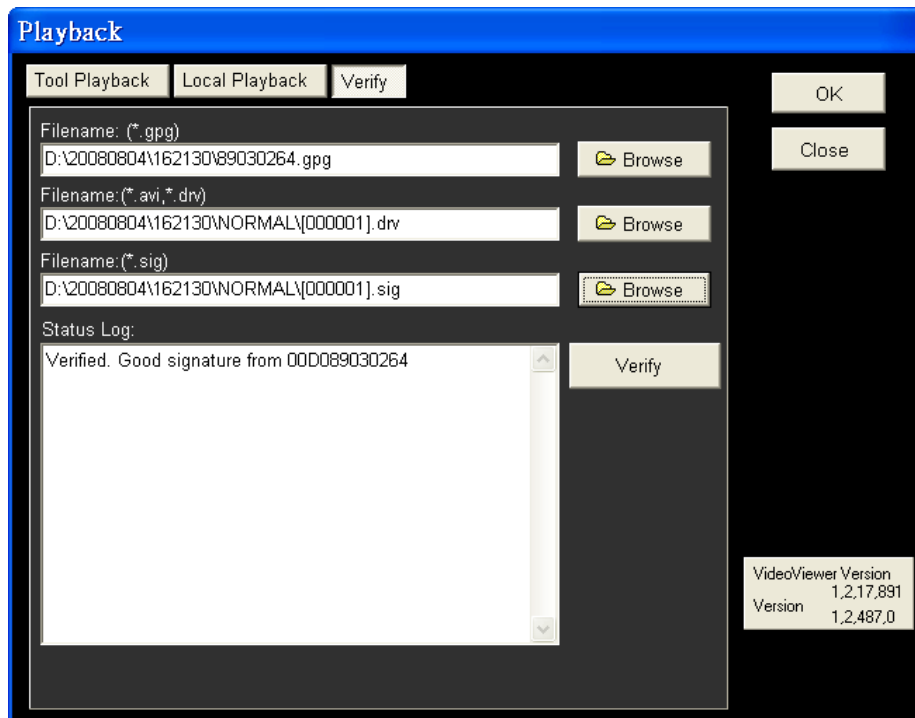 Playback
Tool Playback Local Playback Verify
OK
Close
Filename: (*.gpg)
D:\20080804\162130\89030264.gpg Browse
Filename:(*.avi,*.drv)
D:\20080804\162130\NORMAL\[000001].drv Browse
Filename:(*.sig)
D:\20080804\162130\NORMAL\[000001].sig Browse
Status Log:
Verified. Good signature from 00D089030264
Verify
VideoViewer Version
1,2,17,891
Version
1,2,487,0